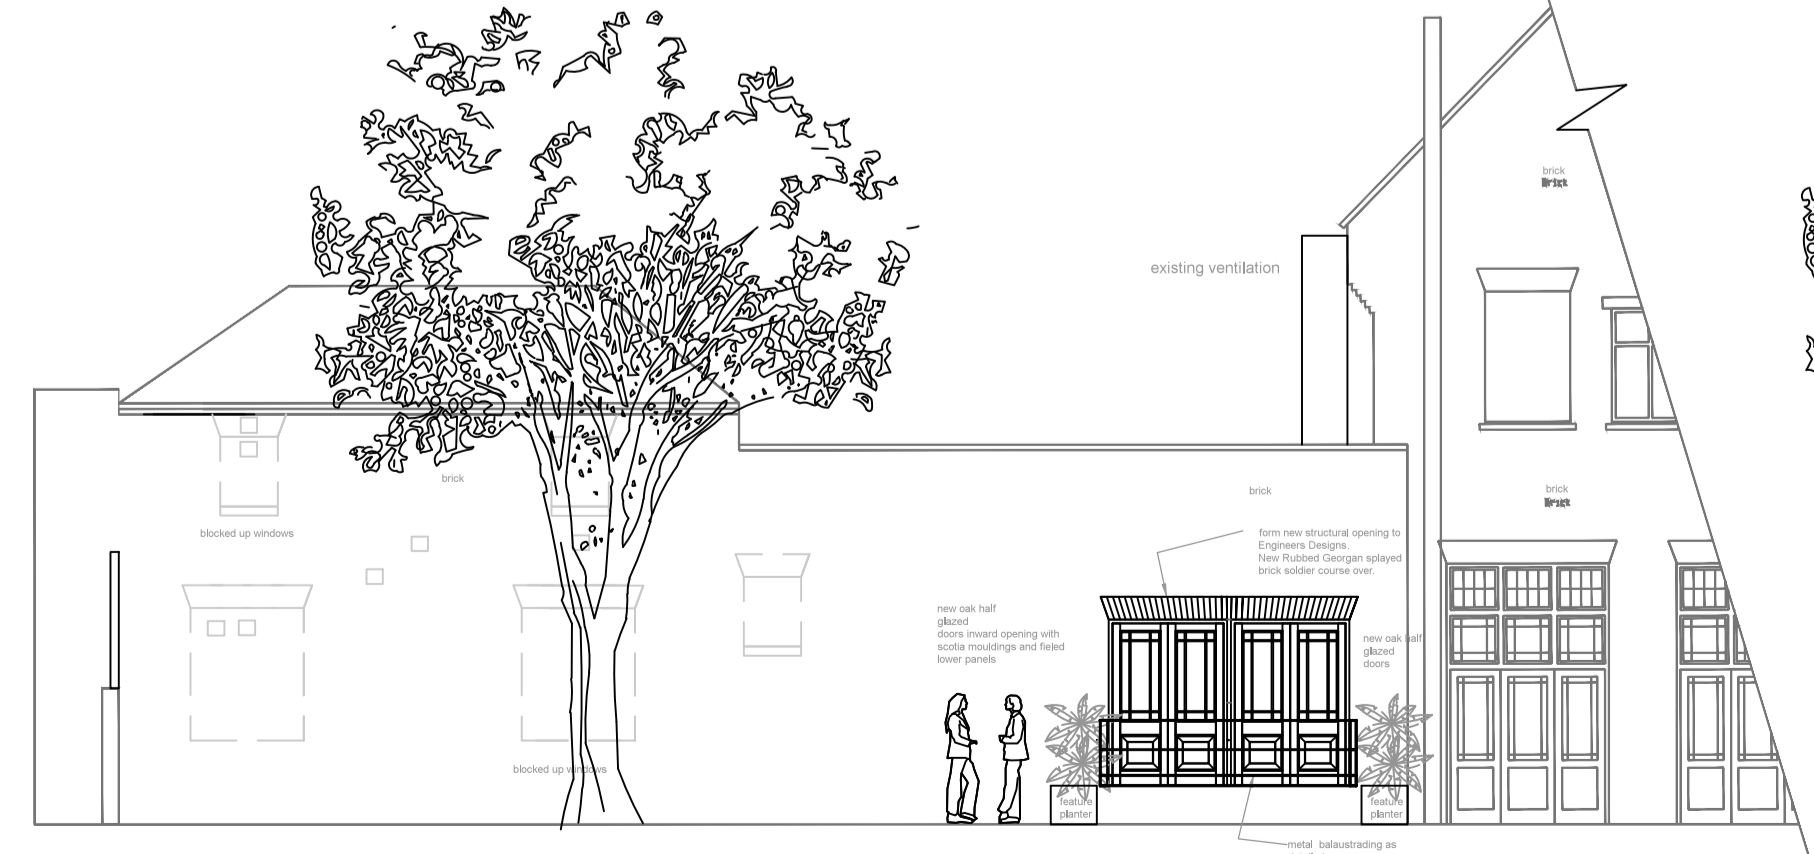 brick
existing ventilation
brick
brick
brick
blocked up windows
form new structural opening to
Engineers Designs.
New Rubbed Georgan splayed
brick soldier course over.
new oak half
glazed
doors inward opening with
scotia mouldings and fieled
lower panels
new oak half
glazed
doors
blocked up windows
feature
planter
feature
planter
metal balaustrading as